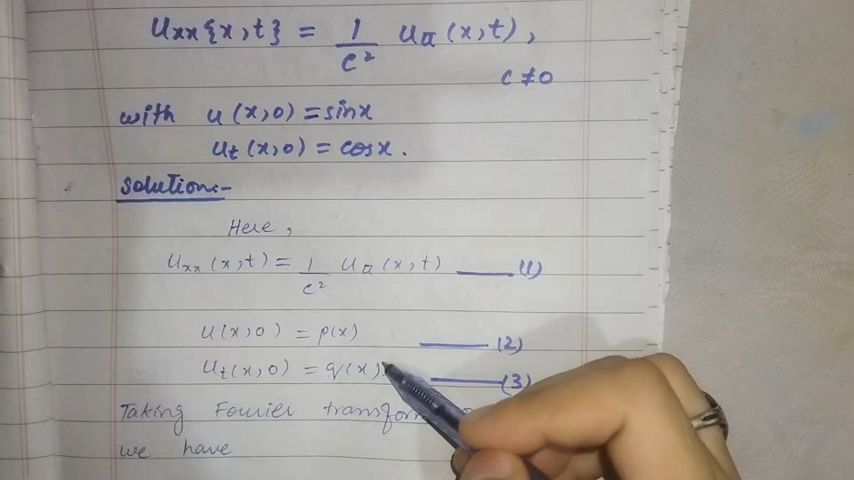 uxx{x,t} = 1/c² utt(x,t),
c≠0
with u(x,0) = sinx
ut(x,0) = cosx.
Solution:-
Here,
uxx(x,t) = 1/c² utt(x,t) —— (1)
u(x,0) = p(x) —— (2)
ut(x,0) = q(x) —— (3)
Taking Fourier transform
we have